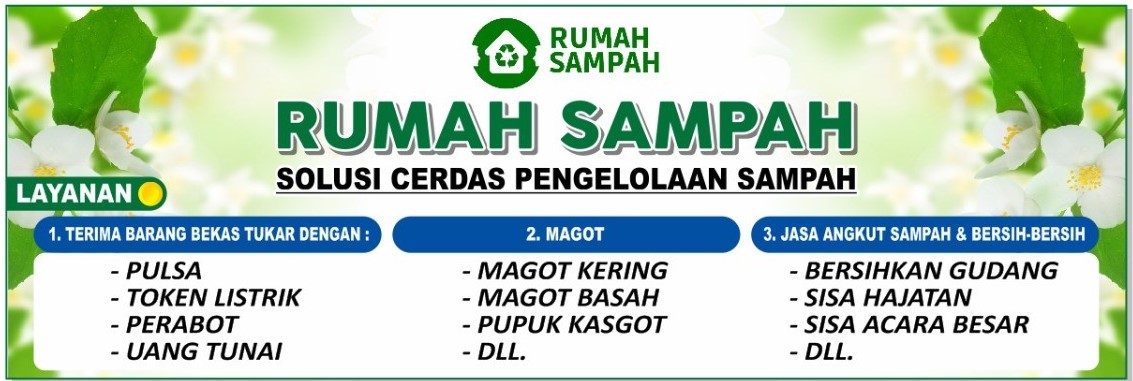 RUMAH
SAMPAH
RUMAH SAMPAH
SOLUSI CERDAS PENGELOLAAN SAMPAH
LAYANAN
1. TERIMA BARANG BEKAS TUKAR DENGAN :
- PULSA
- TOKEN LISTRIK
- PERABOT
- UANG TUNAI
2. MAGOT
- MAGOT KERING
- MAGOT BASAH
- PUPUK KASGOT
- DLL.
3. JASA ANGKUT SAMPAH & BERSIH-BERSIH
- BERSIHKAN GUDANG
- SISA HAJATAN
- SISA ACARA BESAR
- DLL.